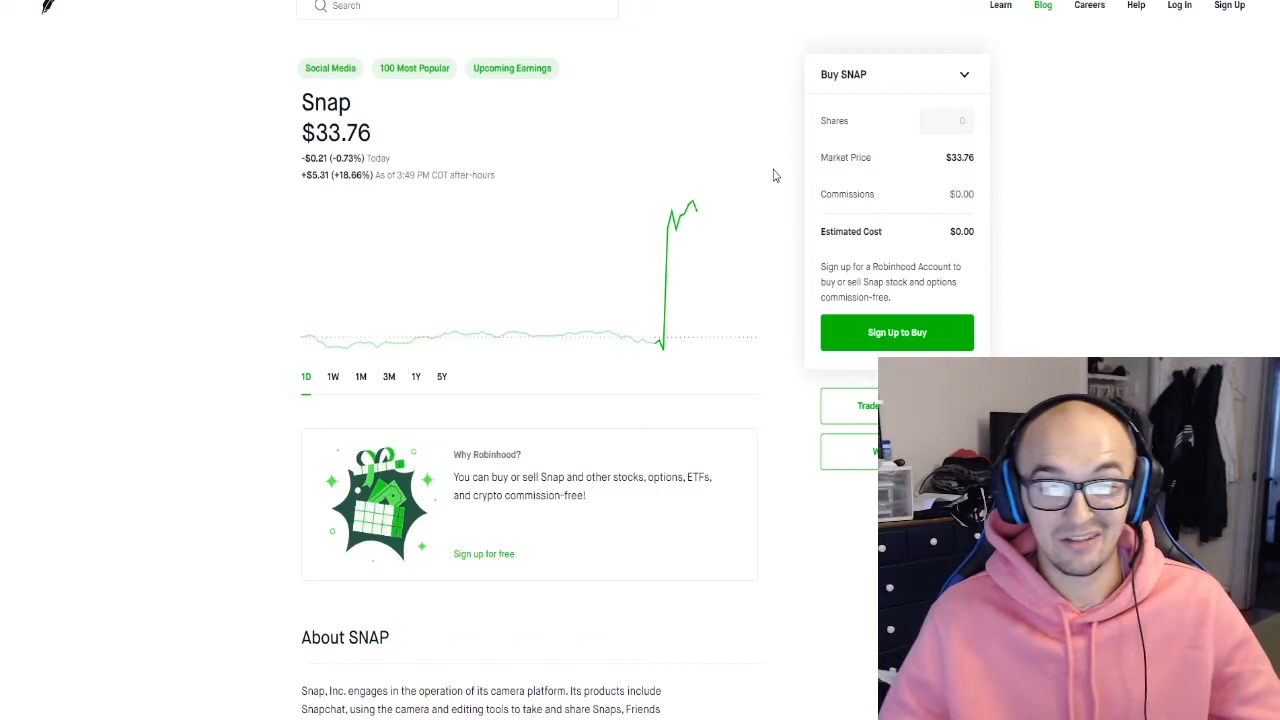 Search
Learn
Blog
Careers
Help
Log In
Sign Up
Social Media
100 Most Popular
Upcoming Earnings
Snap
$33.76
-$0.21 (-0.73%) Today
+$5.31 (+18.66%) As of 3:49 PM CDT after-hours
1D
1W
1M
3M
1Y
5Y
Why Robinhood?
You can buy or sell Snap and other stocks, options, ETFs,
and crypto commission-free!
Sign up for free
About SNAP
Snap, Inc. engages in the operation of its camera platform. Its products include
Snapchat, using the camera and editing tools to take and share Snaps, Friends
Buy SNAP
Shares 0
Market Price $33.76
Commissions $0.00
Estimated Cost $0.00
Sign up for a Robinhood Account to
buy or sell Snap stock and options
commission-free.
Sign Up to Buy
Trade